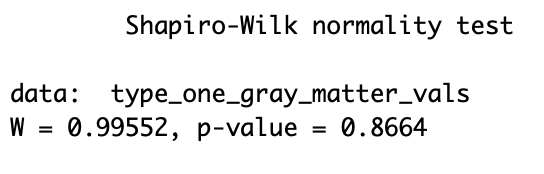 Shapiro-Wilk normality test
data:  type_one_gray_matter_vals
W = 0.99552, p-value = 0.8664